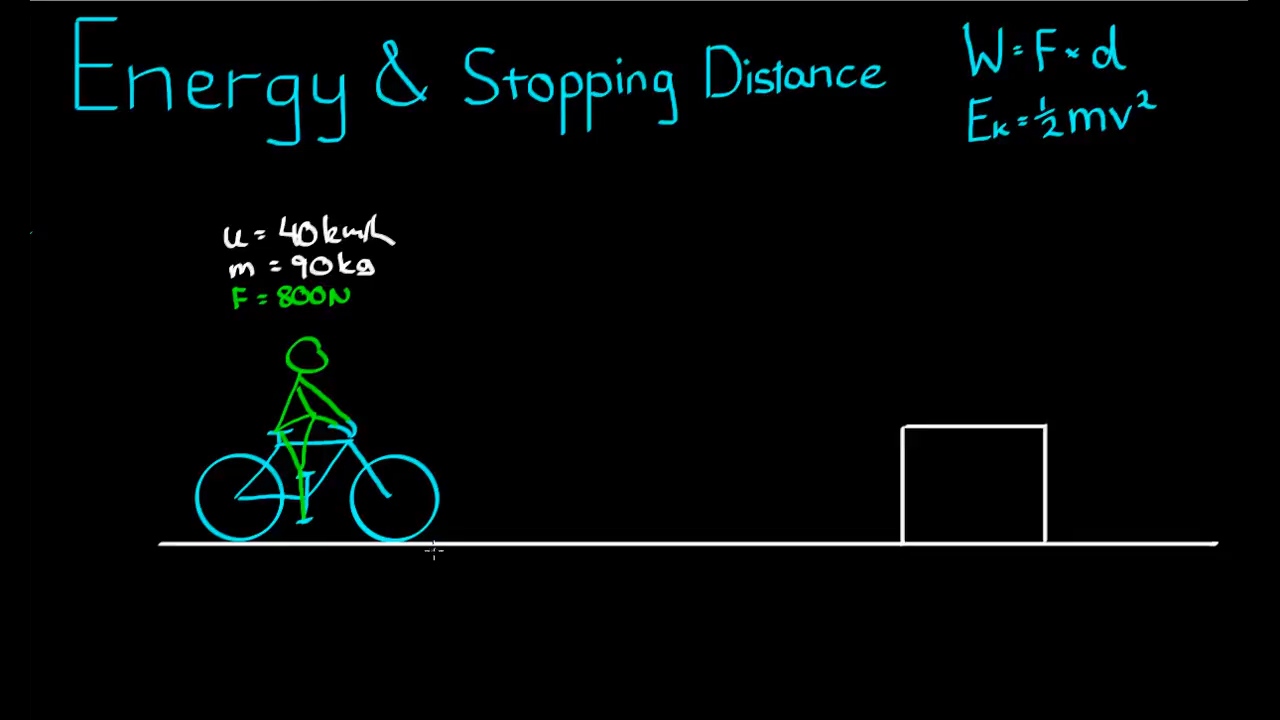 Energy & Stopping Distance
W = F × d
Eₖ = ½mv²
u = 40km/h
m = 90kg
F = 800N